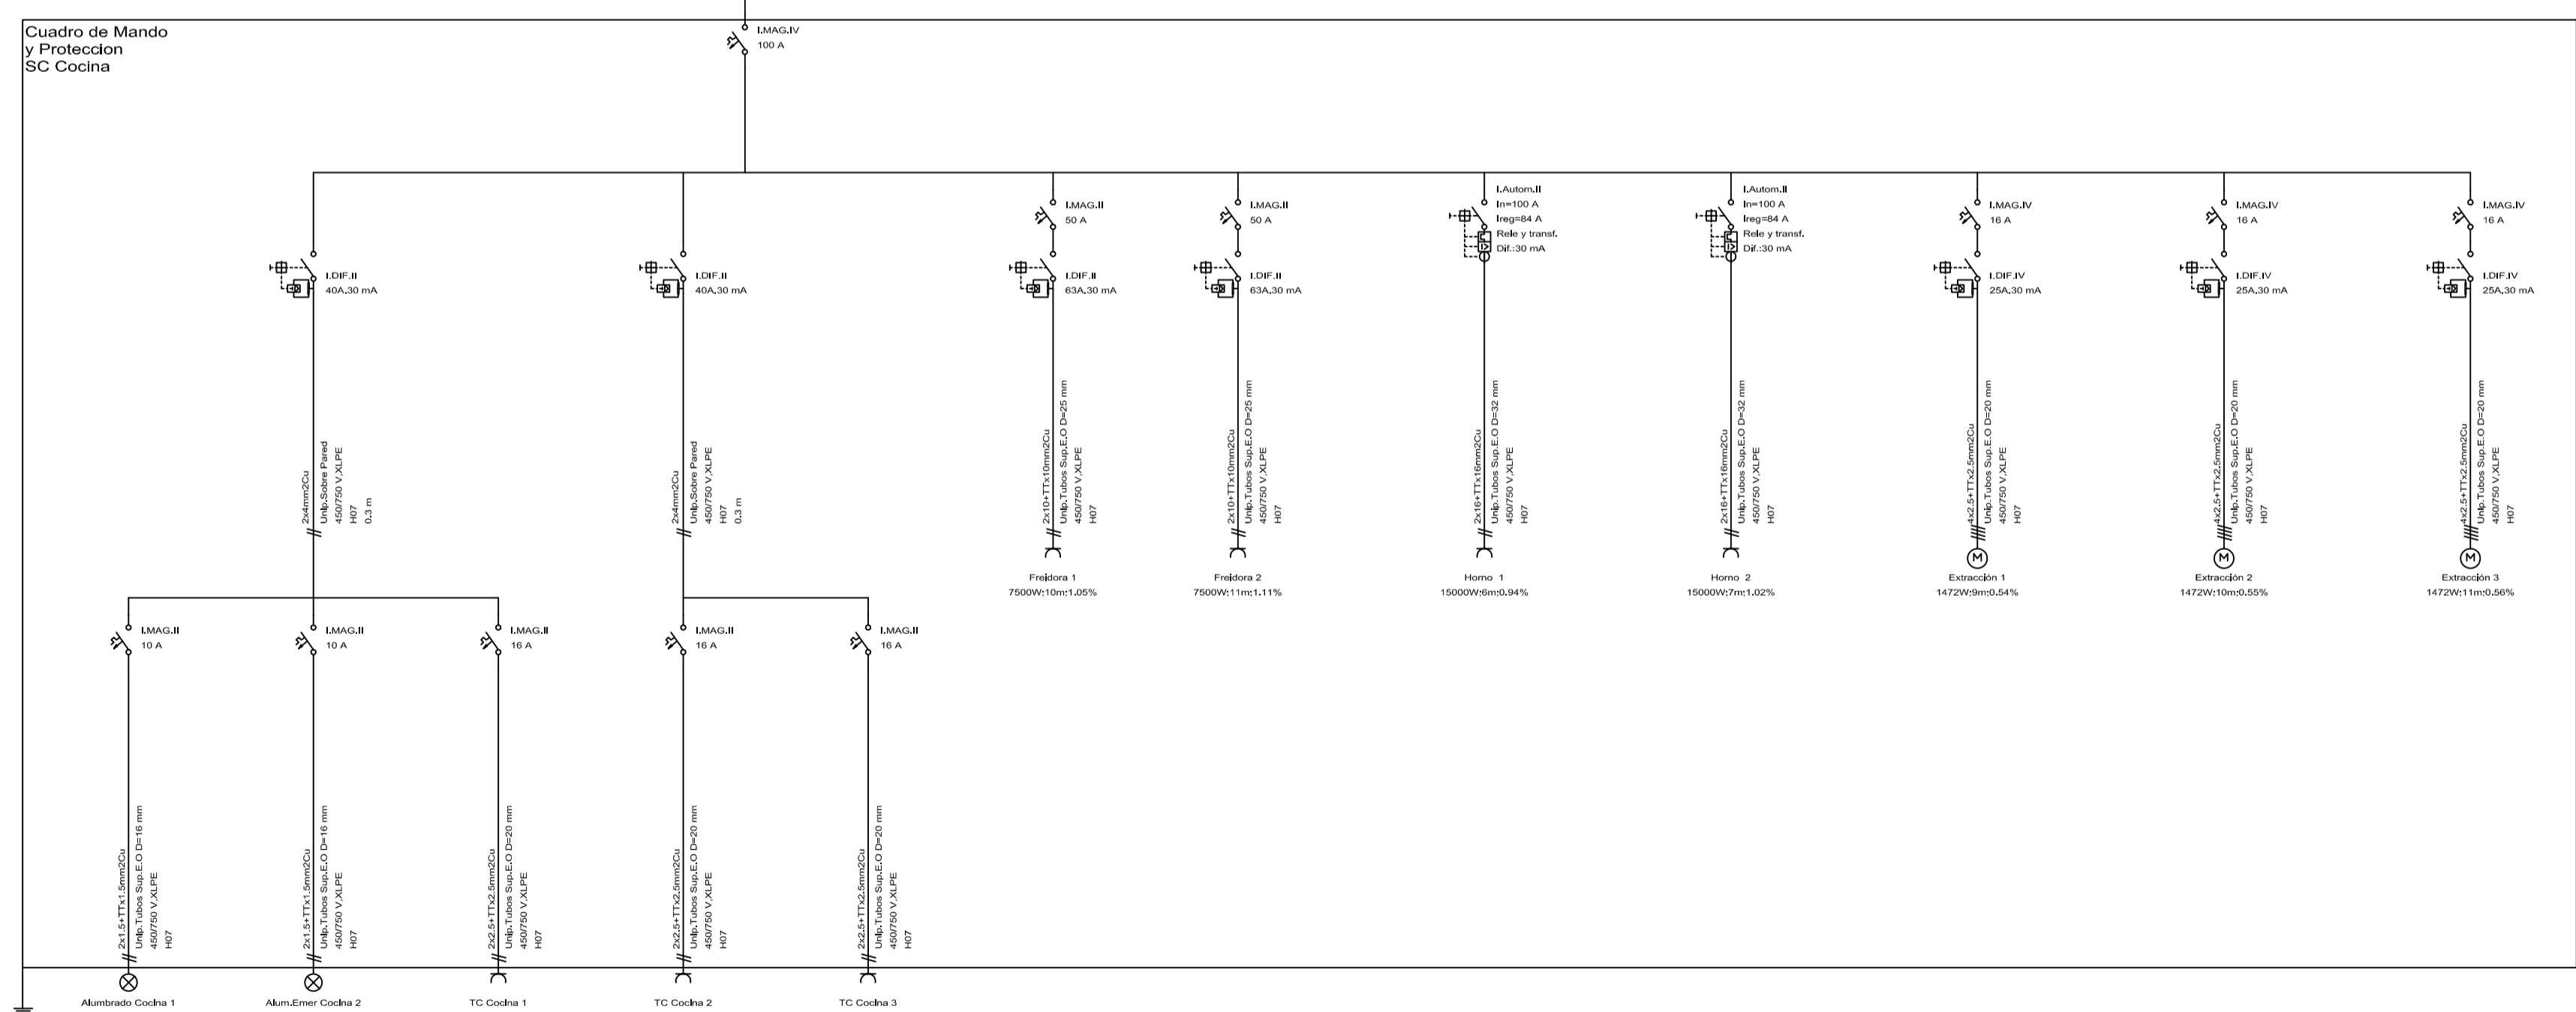 Cuadro de Mando
y Proteccion
SC Cocina
I.MAG.IV
100 A
I.DIF.II
40A.30 mA
2x4mm2Cu
Unip.Sobre Pared
450/750 V,XLPE
H07
0.3 m
I.DIF.II
40A.30 mA
2x4mm2Cu
Unip.Sobre Pared
450/750 V,XLPE
H07
0.3 m
I.MAG.II
50 A
I.DIF.II
63A.30 mA
2x10+TTx10mm2Cu
Unip.Tubos Sup.E.O D=25 mm
450/750 V,XLPE
H07
Freidora 1
7500W;10m;1.05%
I.MAG.II
50 A
I.DIF.II
63A.30 mA
2x10+TTx10mm2Cu
Unip.Tubos Sup.E.O D=25 mm
450/750 V,XLPE
H07
Freidora 2
7500W;11m;1.11%
I.Autom.II
In=100 A
Ireg=84 A
Rele y transf.
Dif.:30 mA
2x16+TTx16mm2Cu
Unip.Tubos Sup.E.O D=32 mm
450/750 V,XLPE
H07
Horno 1
15000W;6m;0.94%
I.Autom.II
In=100 A
Ireg=84 A
Rele y transf.
Dif.:30 mA
2x16+TTx16mm2Cu
Unip.Tubos Sup.E.O D=32 mm
450/750 V,XLPE
H07
Horno 2
15000W;7m;1.02%
I.MAG.IV
16 A
I.DIF.IV
25A.30 mA
4x2.5+TTx2.5mm2Cu
Unip.Tubos Sup.E.O D=20 mm
450/750 V,XLPE
H07
M
Extracción 1
1472W;9m;0.54%
I.MAG.IV
16 A
I.DIF.IV
25A.30 mA
4x2.5+TTx2.5mm2Cu
Unip.Tubos Sup.E.O D=20 mm
450/750 V,XLPE
H07
M
Extracción 2
1472W;10m;0.55%
I.MAG.IV
16 A
I.DIF.IV
25A.30 mA
4x2.5+TTx2.5mm2Cu
Unip.Tubos Sup.E.O D=20 mm
450/750 V,XLPE
H07
M
Extracción 3
1472W;11m;0.56%
I.MAG.II
10 A
2x1.5+TTx1.5mm2Cu
Unip.Tubos Sup.E.O D=16 mm
450/750 V,XLPE
H07
Alumbrado Cocina 1
I.MAG.II
10 A
2x1.5+TTx1.5mm2Cu
Unip.Tubos Sup.E.O D=16 mm
450/750 V,XLPE
H07
Alum.Emer Cocina 2
I.MAG.II
16 A
2x2.5+TTx2.5mm2Cu
Unip.Tubos Sup.E.O D=20 mm
450/750 V,XLPE
H07
TC Cocina 1
I.MAG.II
16 A
2x2.5+TTx2.5mm2Cu
Unip.Tubos Sup.E.O D=20 mm
450/750 V,XLPE
H07
TC Cocina 2
I.MAG.II
16 A
2x2.5+TTx2.5mm2Cu
Unip.Tubos Sup.E.O D=20 mm
450/750 V,XLPE
H07
TC Cocina 3